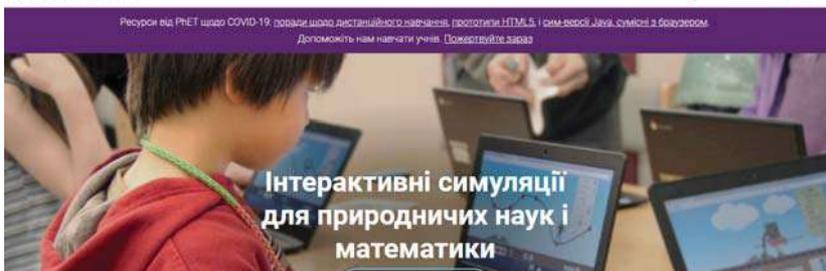 Ресурси від PhET щодо COVID-19: поради щодо дистанційного навчання, прототипи HTML5, і сим-версії Java, сумісні з браузером.
Допоможіть нам навчати учнів. Пожертвуйте зараз
Інтерактивні симуляції
для природничих наук і
математики